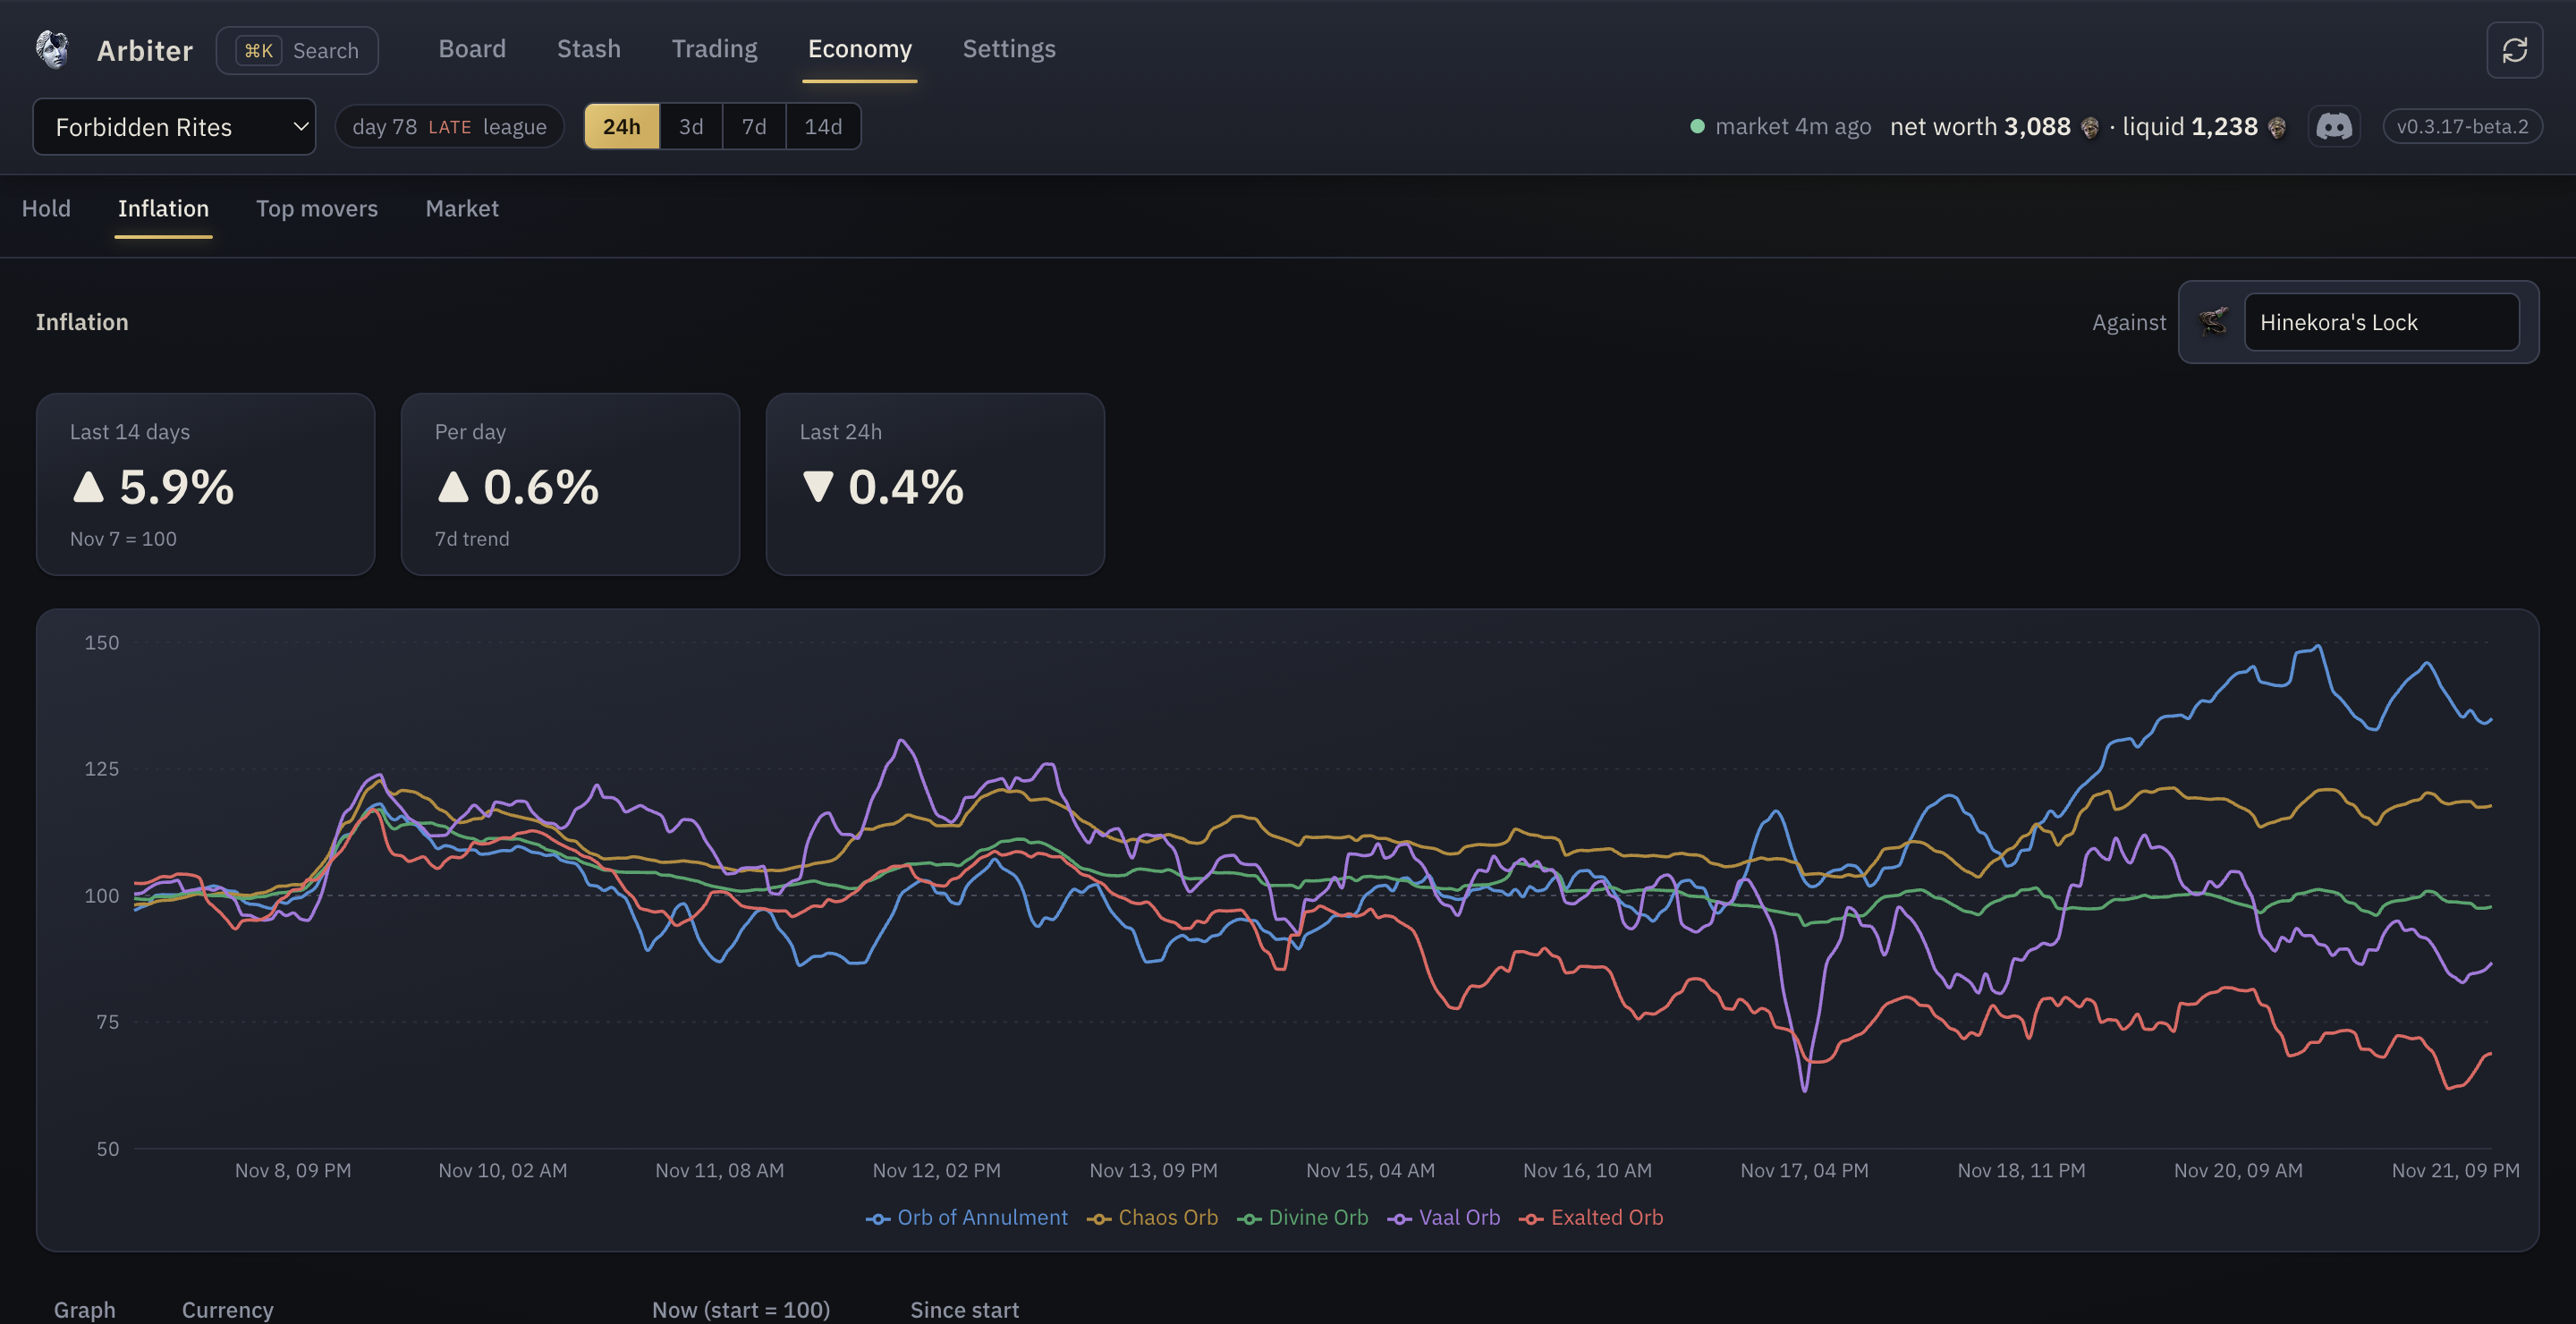 Arbiter ⌘K Search Board Stash Trading Economy Settings
Forbidden Rites day 78 LATE league 24h 3d 7d 14d market 4m ago net worth 3,088 · liquid 1,238 v0.3.17-beta.2
Hold Inflation Top movers Market
Inflation Against Hinekora's Lock
Last 14 days Per day Last 24h
▲ 5.9% ▲ 0.6% ▼ 0.4%
Nov 7 = 100 7d trend
150
125
100
75
50
Nov 8, 09 PM Nov 10, 02 AM Nov 11, 08 AM Nov 12, 02 PM Nov 13, 09 PM Nov 15, 04 AM Nov 16, 10 AM Nov 17, 04 PM Nov 18, 11 PM Nov 20, 09 AM Nov 21, 09 PM
Orb of Annulment Chaos Orb Divine Orb Vaal Orb Exalted Orb
Graph Currency Now (start = 100) Since start